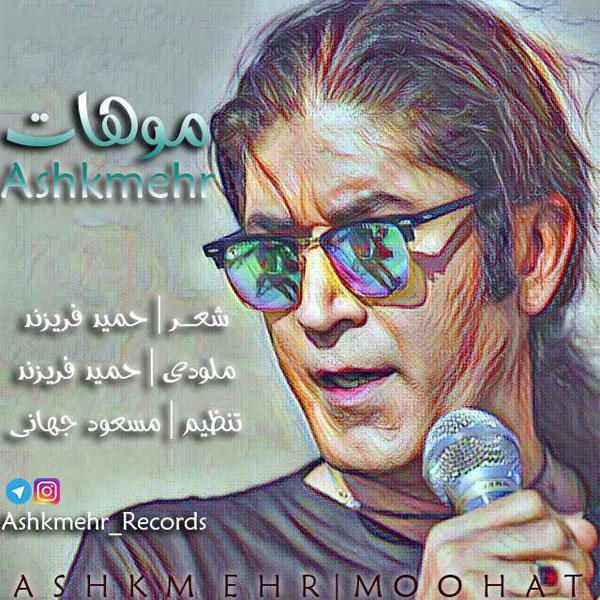 موهات
Ashkmehr
شعر | حمید فریزند
ملودی | حمید فریزند
تنظیم | مسعود جهانی
Ashkmehr_Records
ASHKMEHR|MOOHAT